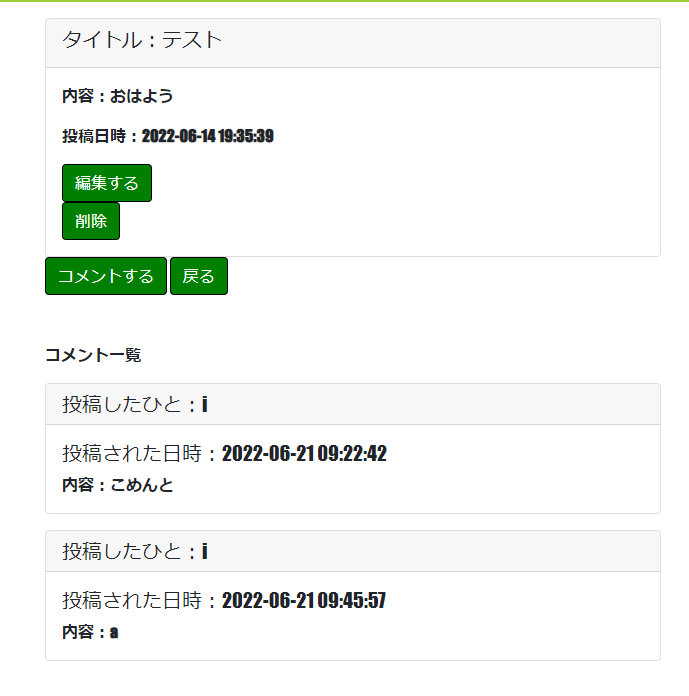 タイトル：テスト
内容：おはよう
投稿日時：2022-06-14 19:35:39
編集する
削除
コメントする 戻る
コメント一覧
投稿したひと：i
投稿された日時：2022-06-21 09:22:42
内容：こめんと
投稿したひと：i
投稿された日時：2022-06-21 09:45:57
内容：a